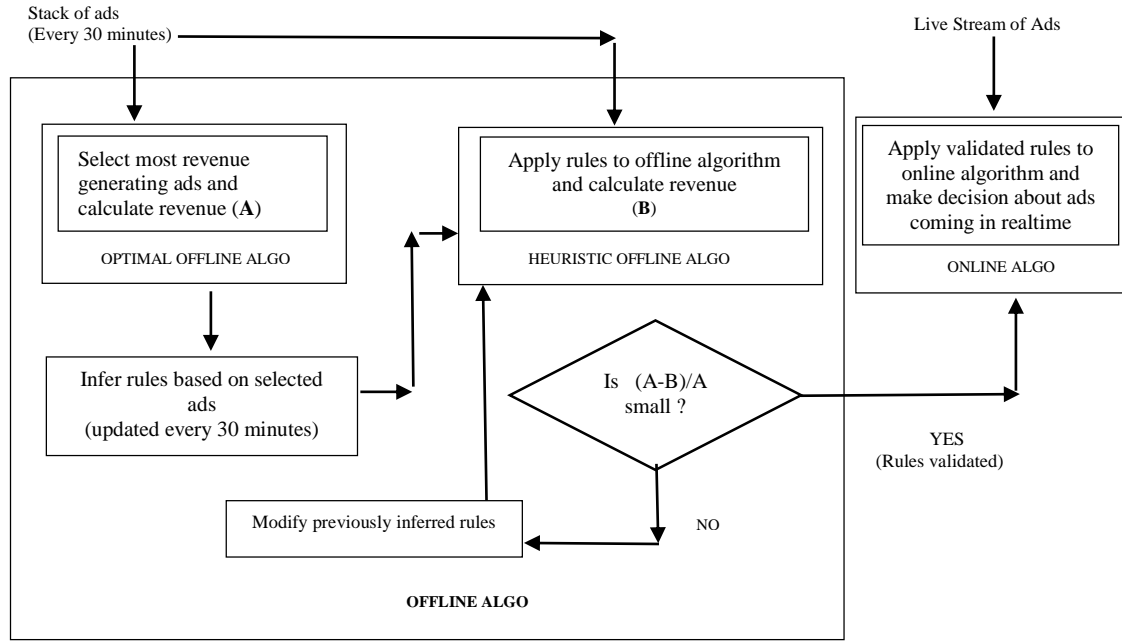 Stack of ads
(Every 30 minutes)
Live Stream of Ads
Select most revenue
generating ads and
calculate revenue (A)
OPTIMAL OFFLINE ALGO
Apply rules to offline algorithm
and calculate revenue
(B)
HEURISTIC OFFLINE ALGO
Apply validated rules to
online algorithm and
make decision about ads
coming in realtime
ONLINE ALGO
Infer rules based on selected
ads
(updated every 30 minutes)
Is (A-B)/A
small ?
YES
(Rules validated)
Modify previously inferred rules
NO
OFFLINE ALGO